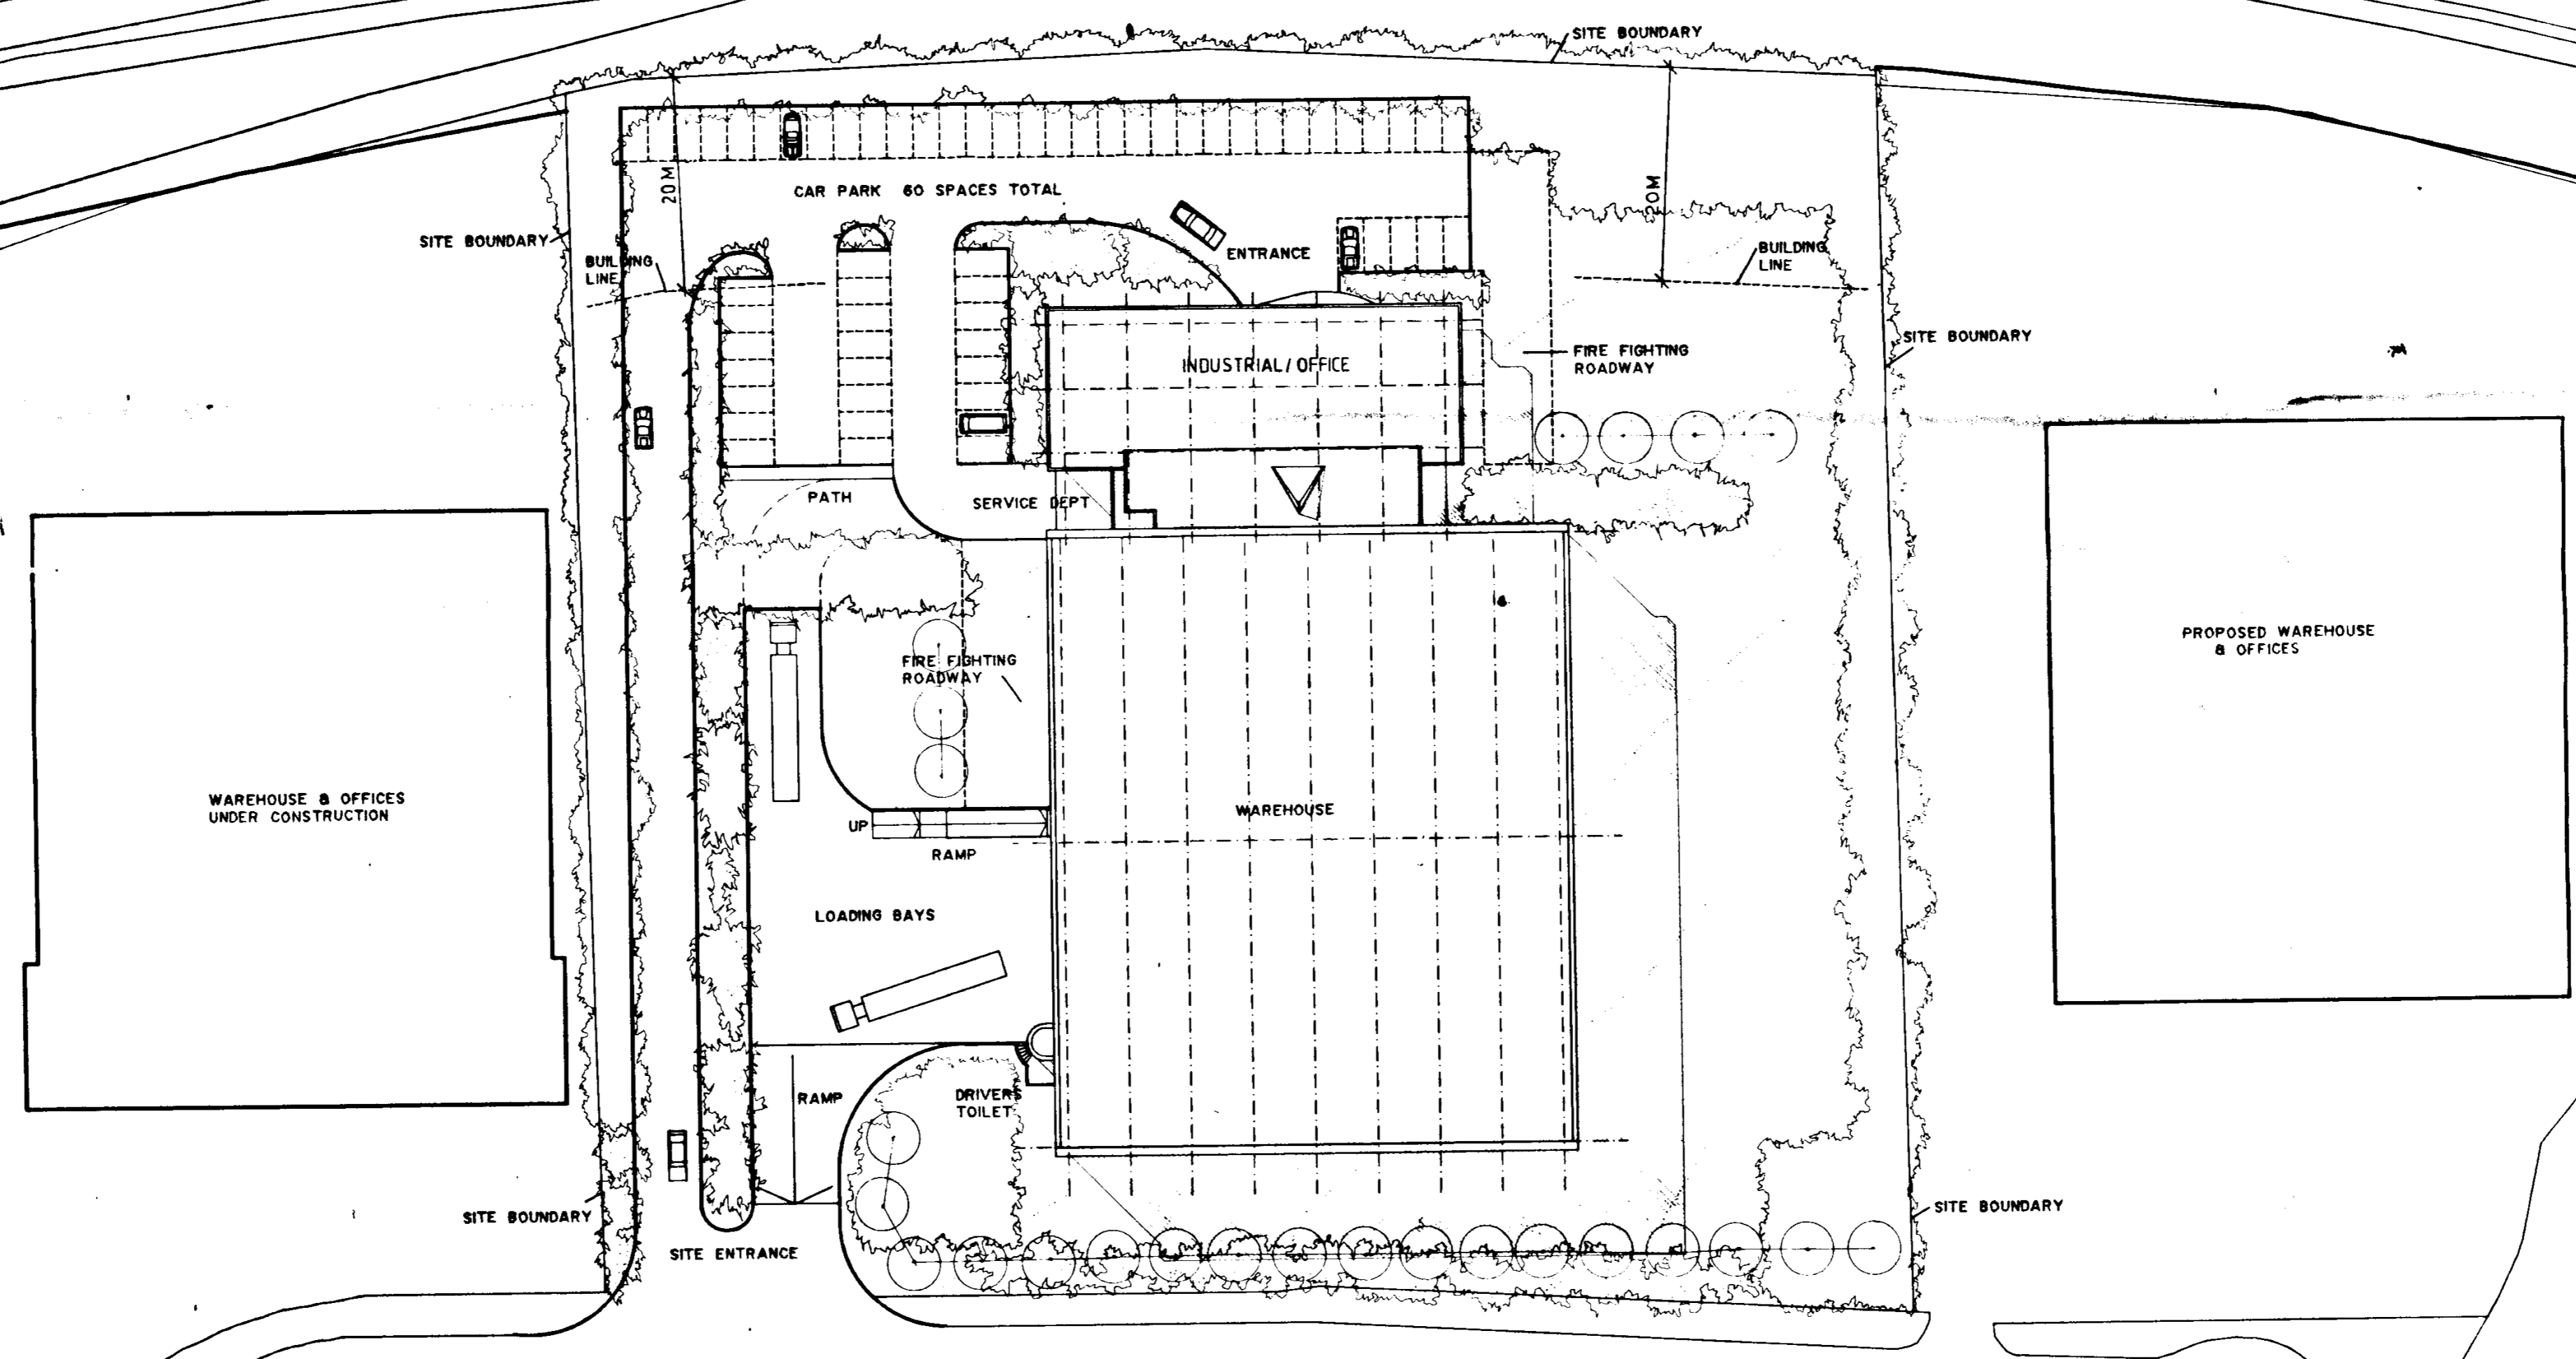 SITE BOUNDARY
20M
CAR PARK 60 SPACES TOTAL
20M
SITE BOUNDARY
BUILDING
LINE
ENTRANCE
BUILDING
LINE
SITE BOUNDARY
INDUSTRIAL/OFFICE
FIRE FIGHTING
ROADWAY
PATH
SERVICE DEPT
FIRE FIGHTING
ROADWAY
PROPOSED WAREHOUSE
& OFFICES
WAREHOUSE & OFFICES
UNDER CONSTRUCTION
UP
RAMP
WAREHOUSE
LOADING BAYS
RAMP
DRIVERS
TOILET
SITE BOUNDARY
SITE ENTRANCE
SITE BOUNDARY